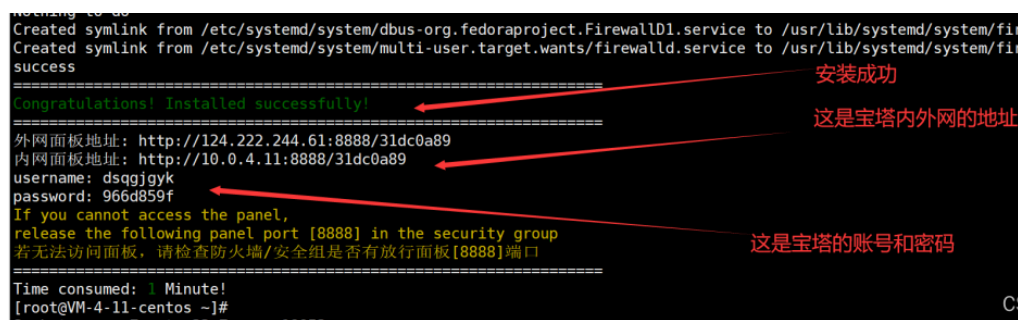 Nothing to do
Created symlink from /etc/systemd/system/dbus-org.fedoraproject.FirewallD1.service to /usr/lib/systemd/system/fir
Created symlink from /etc/systemd/system/multi-user.target.wants/firewalld.service to /usr/lib/systemd/system/fir
success
安装成功
==================================================================
Congratulations! Installed successfully!
这是宝塔内外网的地址
==================================================================
外网面板地址: http://124.222.244.61:8888/31dc0a89
内网面板地址: http://10.0.4.11:8888/31dc0a89
username: dsqgjgyk
password: 966d859f
If you cannot access the panel,
release the following panel port [8888] in the security group
这是宝塔的账号和密码
若无法访问面板，请检查防火墙/安全组是否有放行面板[8888]端口
==================================================================
Time consumed: 1 Minute!
[root@VM-4-11-centos ~]#
CS